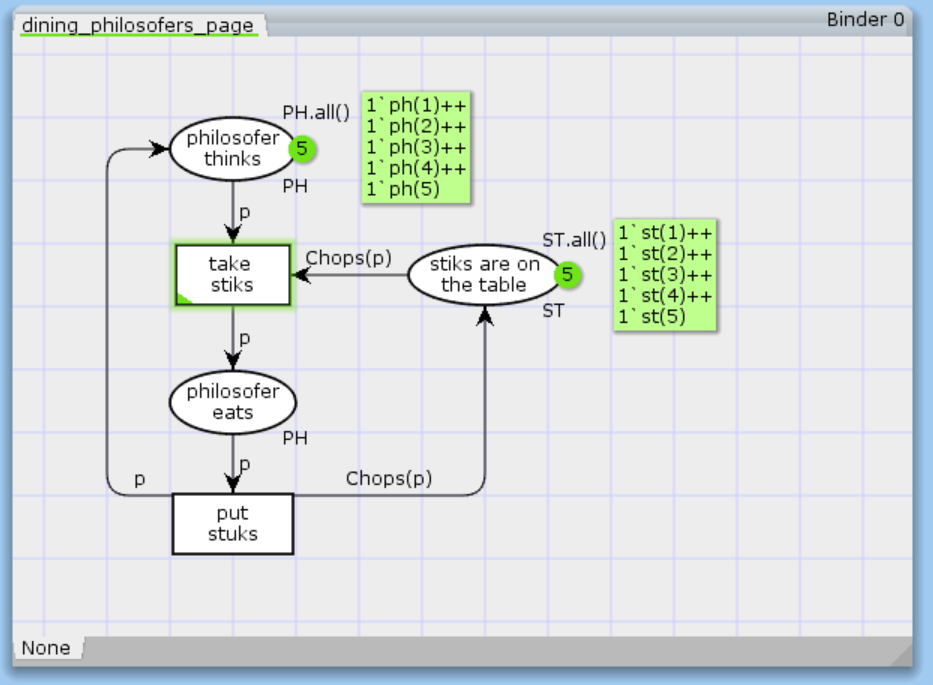 dining_philosofers_page
Binder 0
PH.all()
1`ph(1)++
1`ph(2)++
1`ph(3)++
1`ph(4)++
1`ph(5)
philosofer
thinks
5
PH
p
ST.all()
1`st(1)++
1`st(2)++
1`st(3)++
1`st(4)++
1`st(5)
take
stiks
Chops(p)
stiks are on
the table
5
ST
p
philosofer
eats
PH
p
p
Chops(p)
put
stuks
None